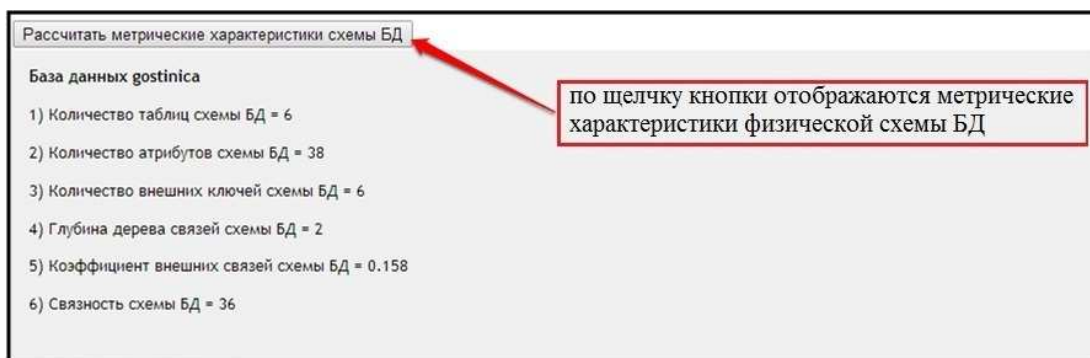 Рассчитать метрические характеристики схемы БД
База данных gostinica
1) Количество таблиц схемы БД = 6
2) Количество атрибутов схемы БД = 38
3) Количество внешних ключей схемы БД = 6
4) Глубина дерева связей схемы БД = 2
5) Коэффициент внешних связей схемы БД = 0.158
6) Связность схемы БД = 36
по щелчку кнопки отображаются метрические
характеристики физической схемы БД